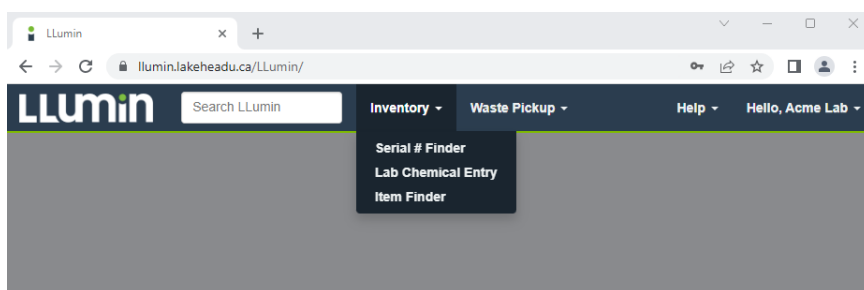 LLumin
llumin.lakeheadu.ca/LLumin/
LLumin Search LLumin Inventory Waste Pickup Help Hello, Acme Lab
Serial # Finder
Lab Chemical Entry
Item Finder